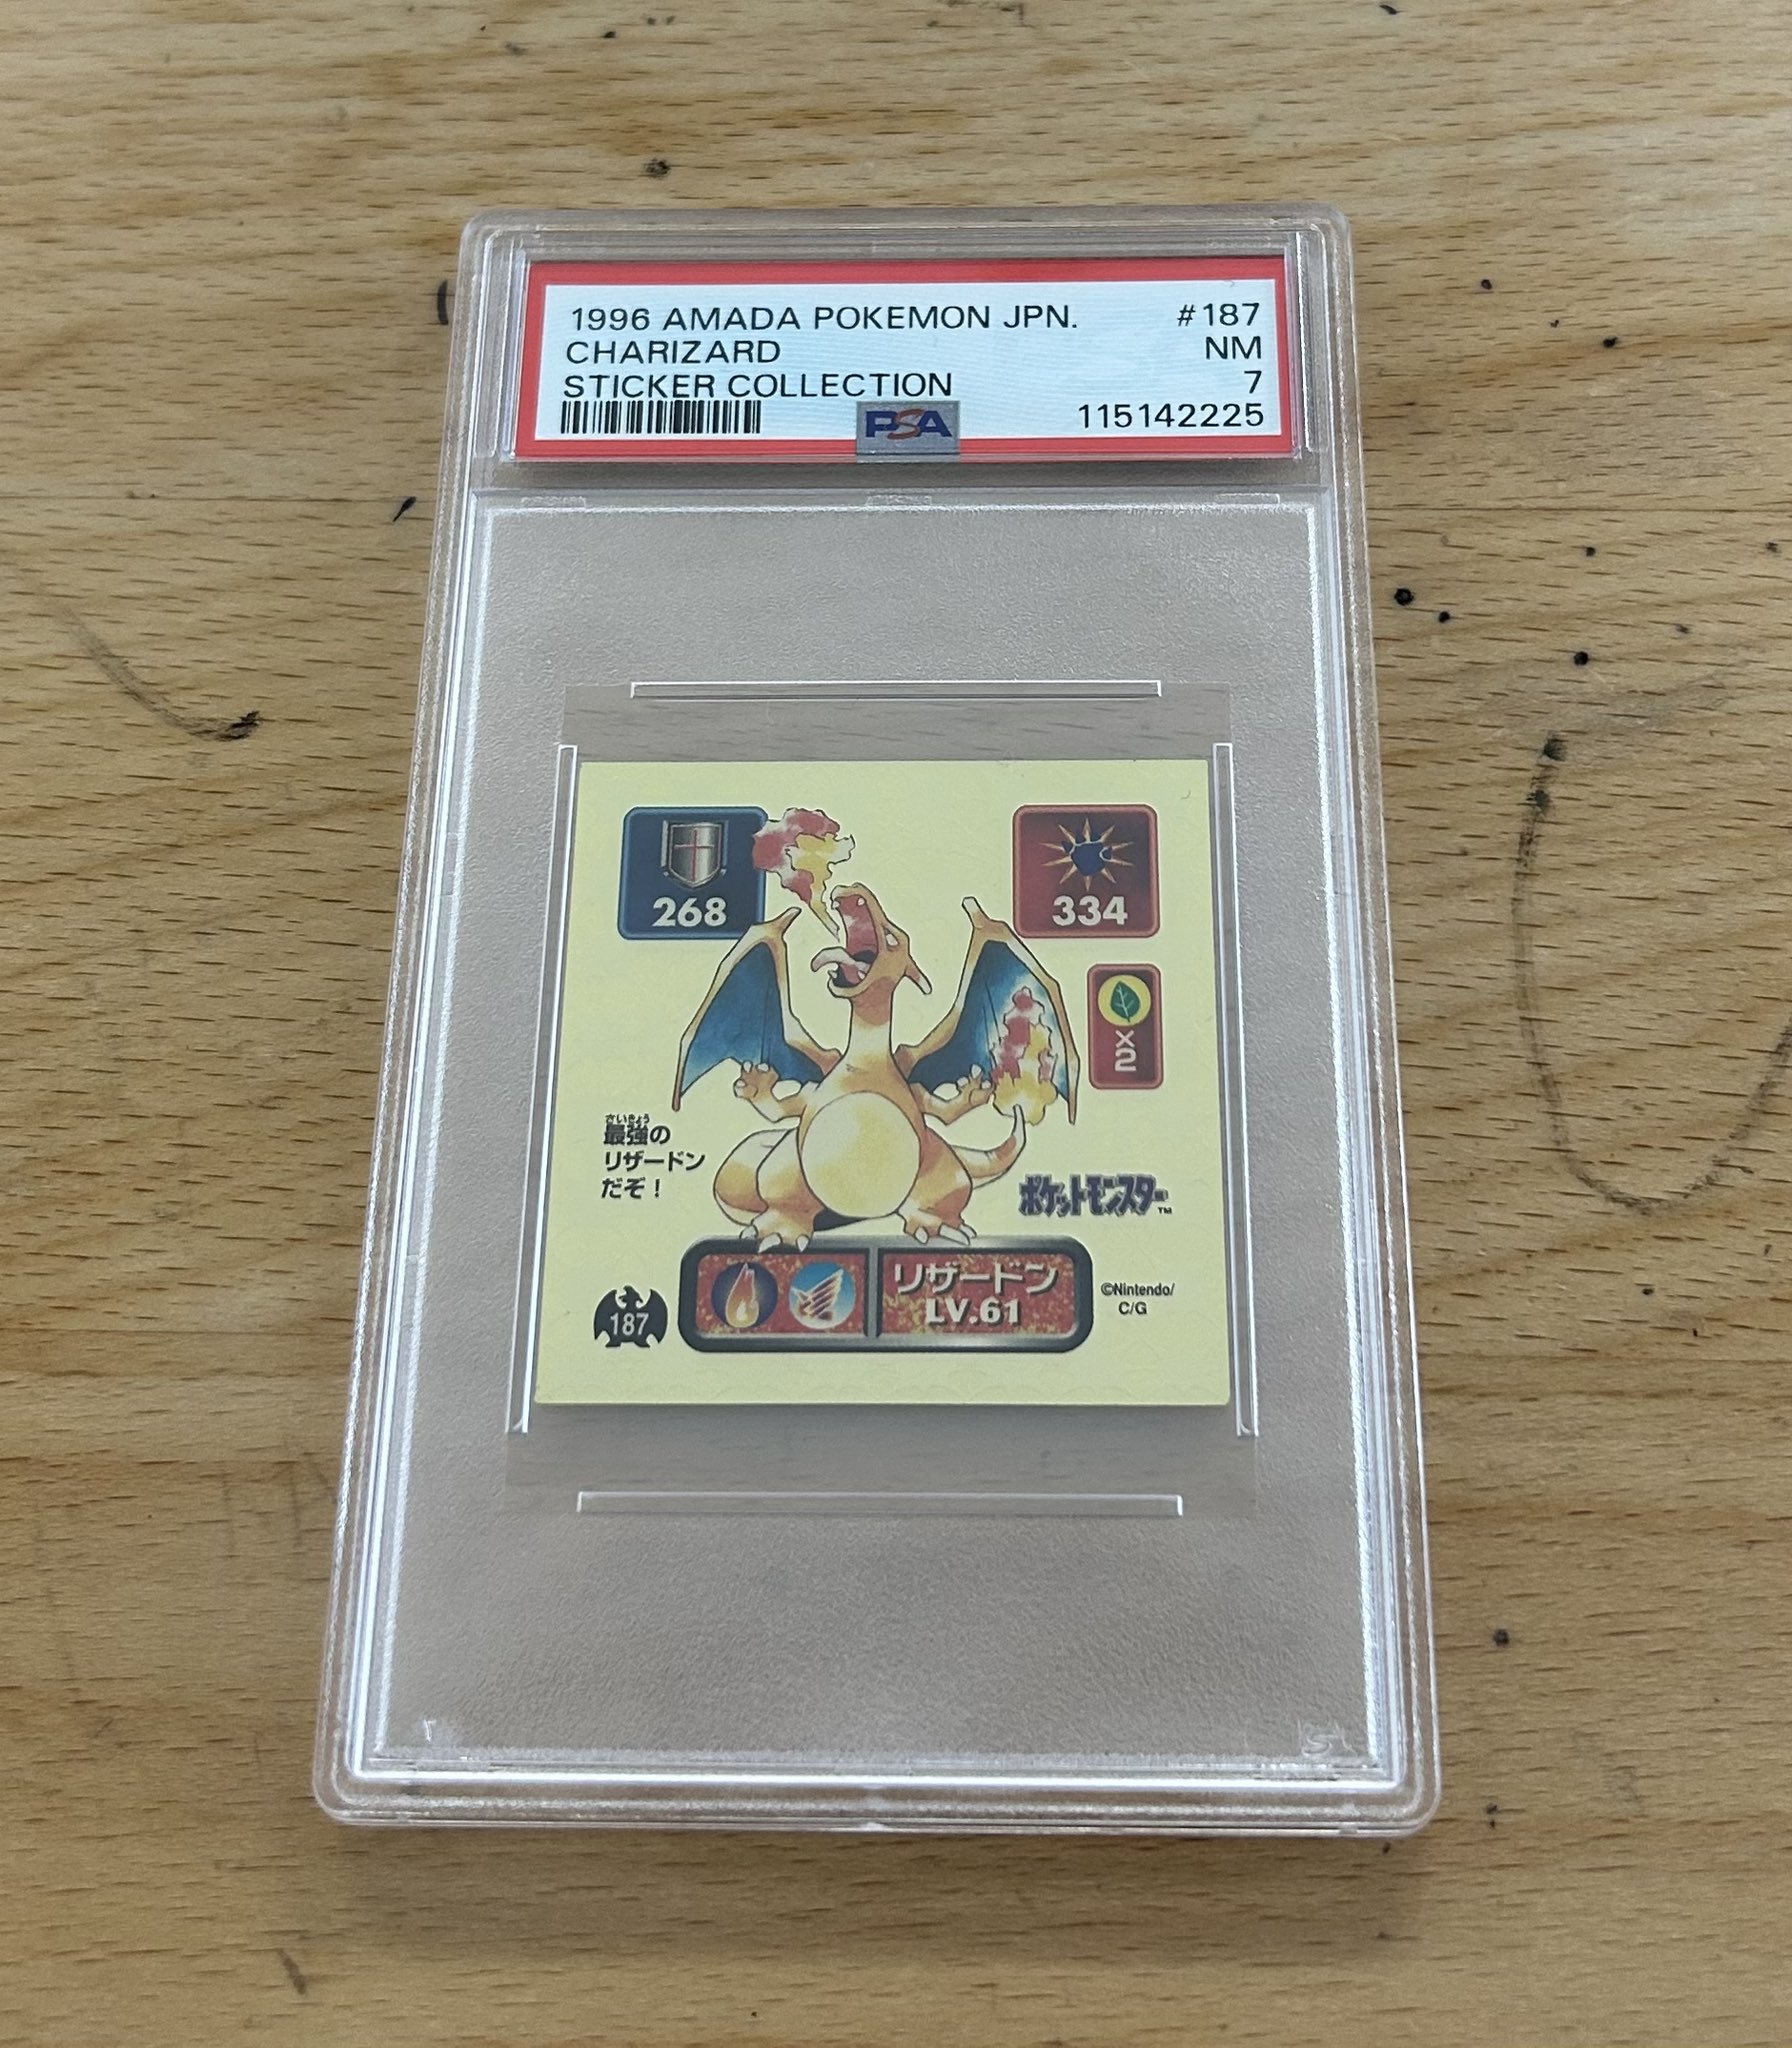 1996 AMADA POKEMON JPN. #187
CHARIZARD NM
STICKER COLLECTION 7
PSA 115142225
268
334
×2
さいきょう
最強の
リザードン
だぞ！
ポケットモンスター™
リザードン
LV.61
187
©Nintendo/
C/G